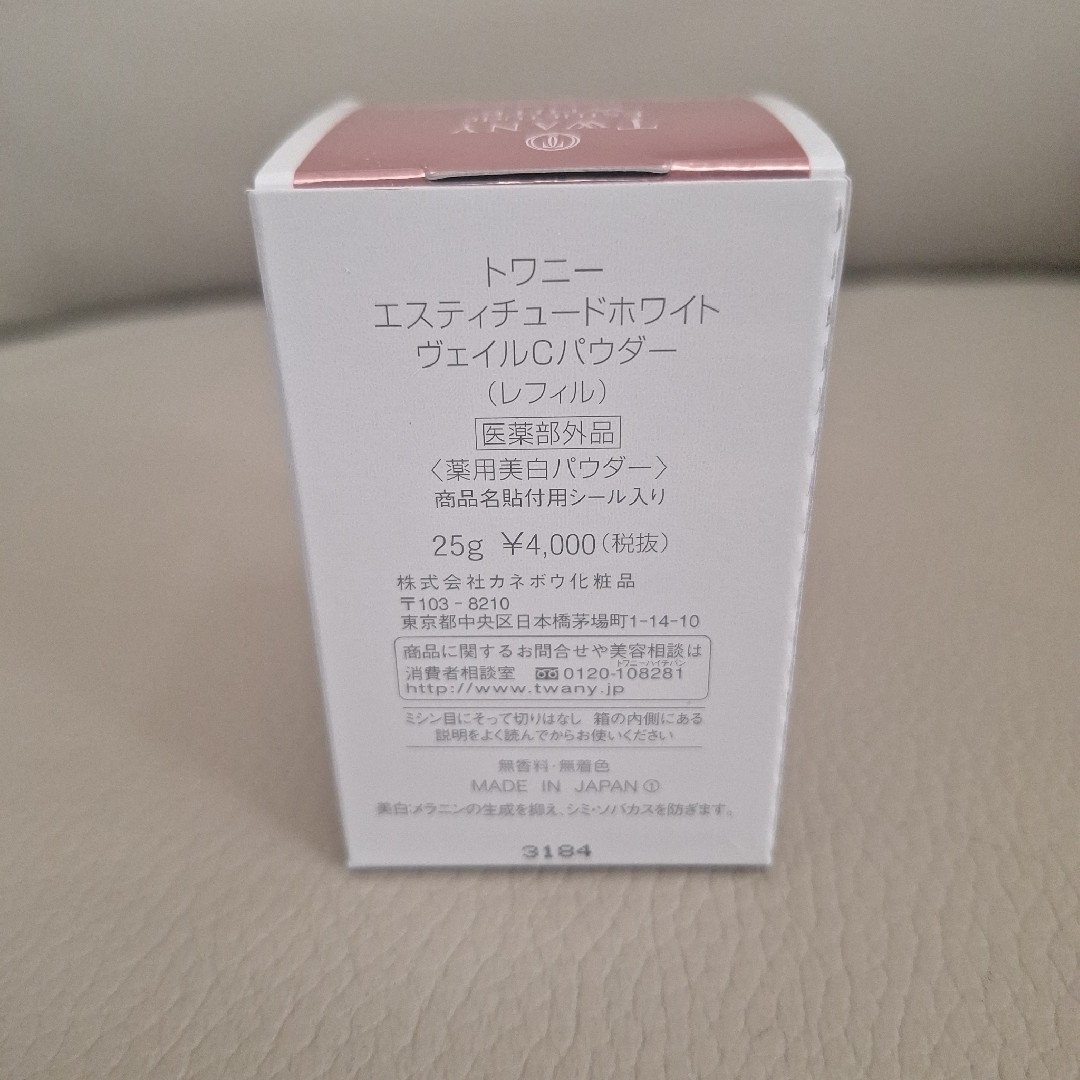 TWANY
トワニー
エスティチュードホワイト
ヴェイルCパウダー
(レフィル)
医薬部外品
〈薬用美白パウダー〉
商品名貼付用シール入り
25g ¥4,000(税抜)
株式会社カネボウ化粧品
〒103-8210
東京都中央区日本橋茅場町1-14-10
商品に関するお問合せや美容相談は
トワニーハイチバン
消費者相談室 0120-108281
http://www.twany.jp
ミシン目にそって切りはなし 箱の内側にある
説明をよく読んでからお使いください
無香料・無着色
MADE IN JAPAN①
美白:メラニンの生成を抑え、シミ・ソバカスを防ぎます。
3184